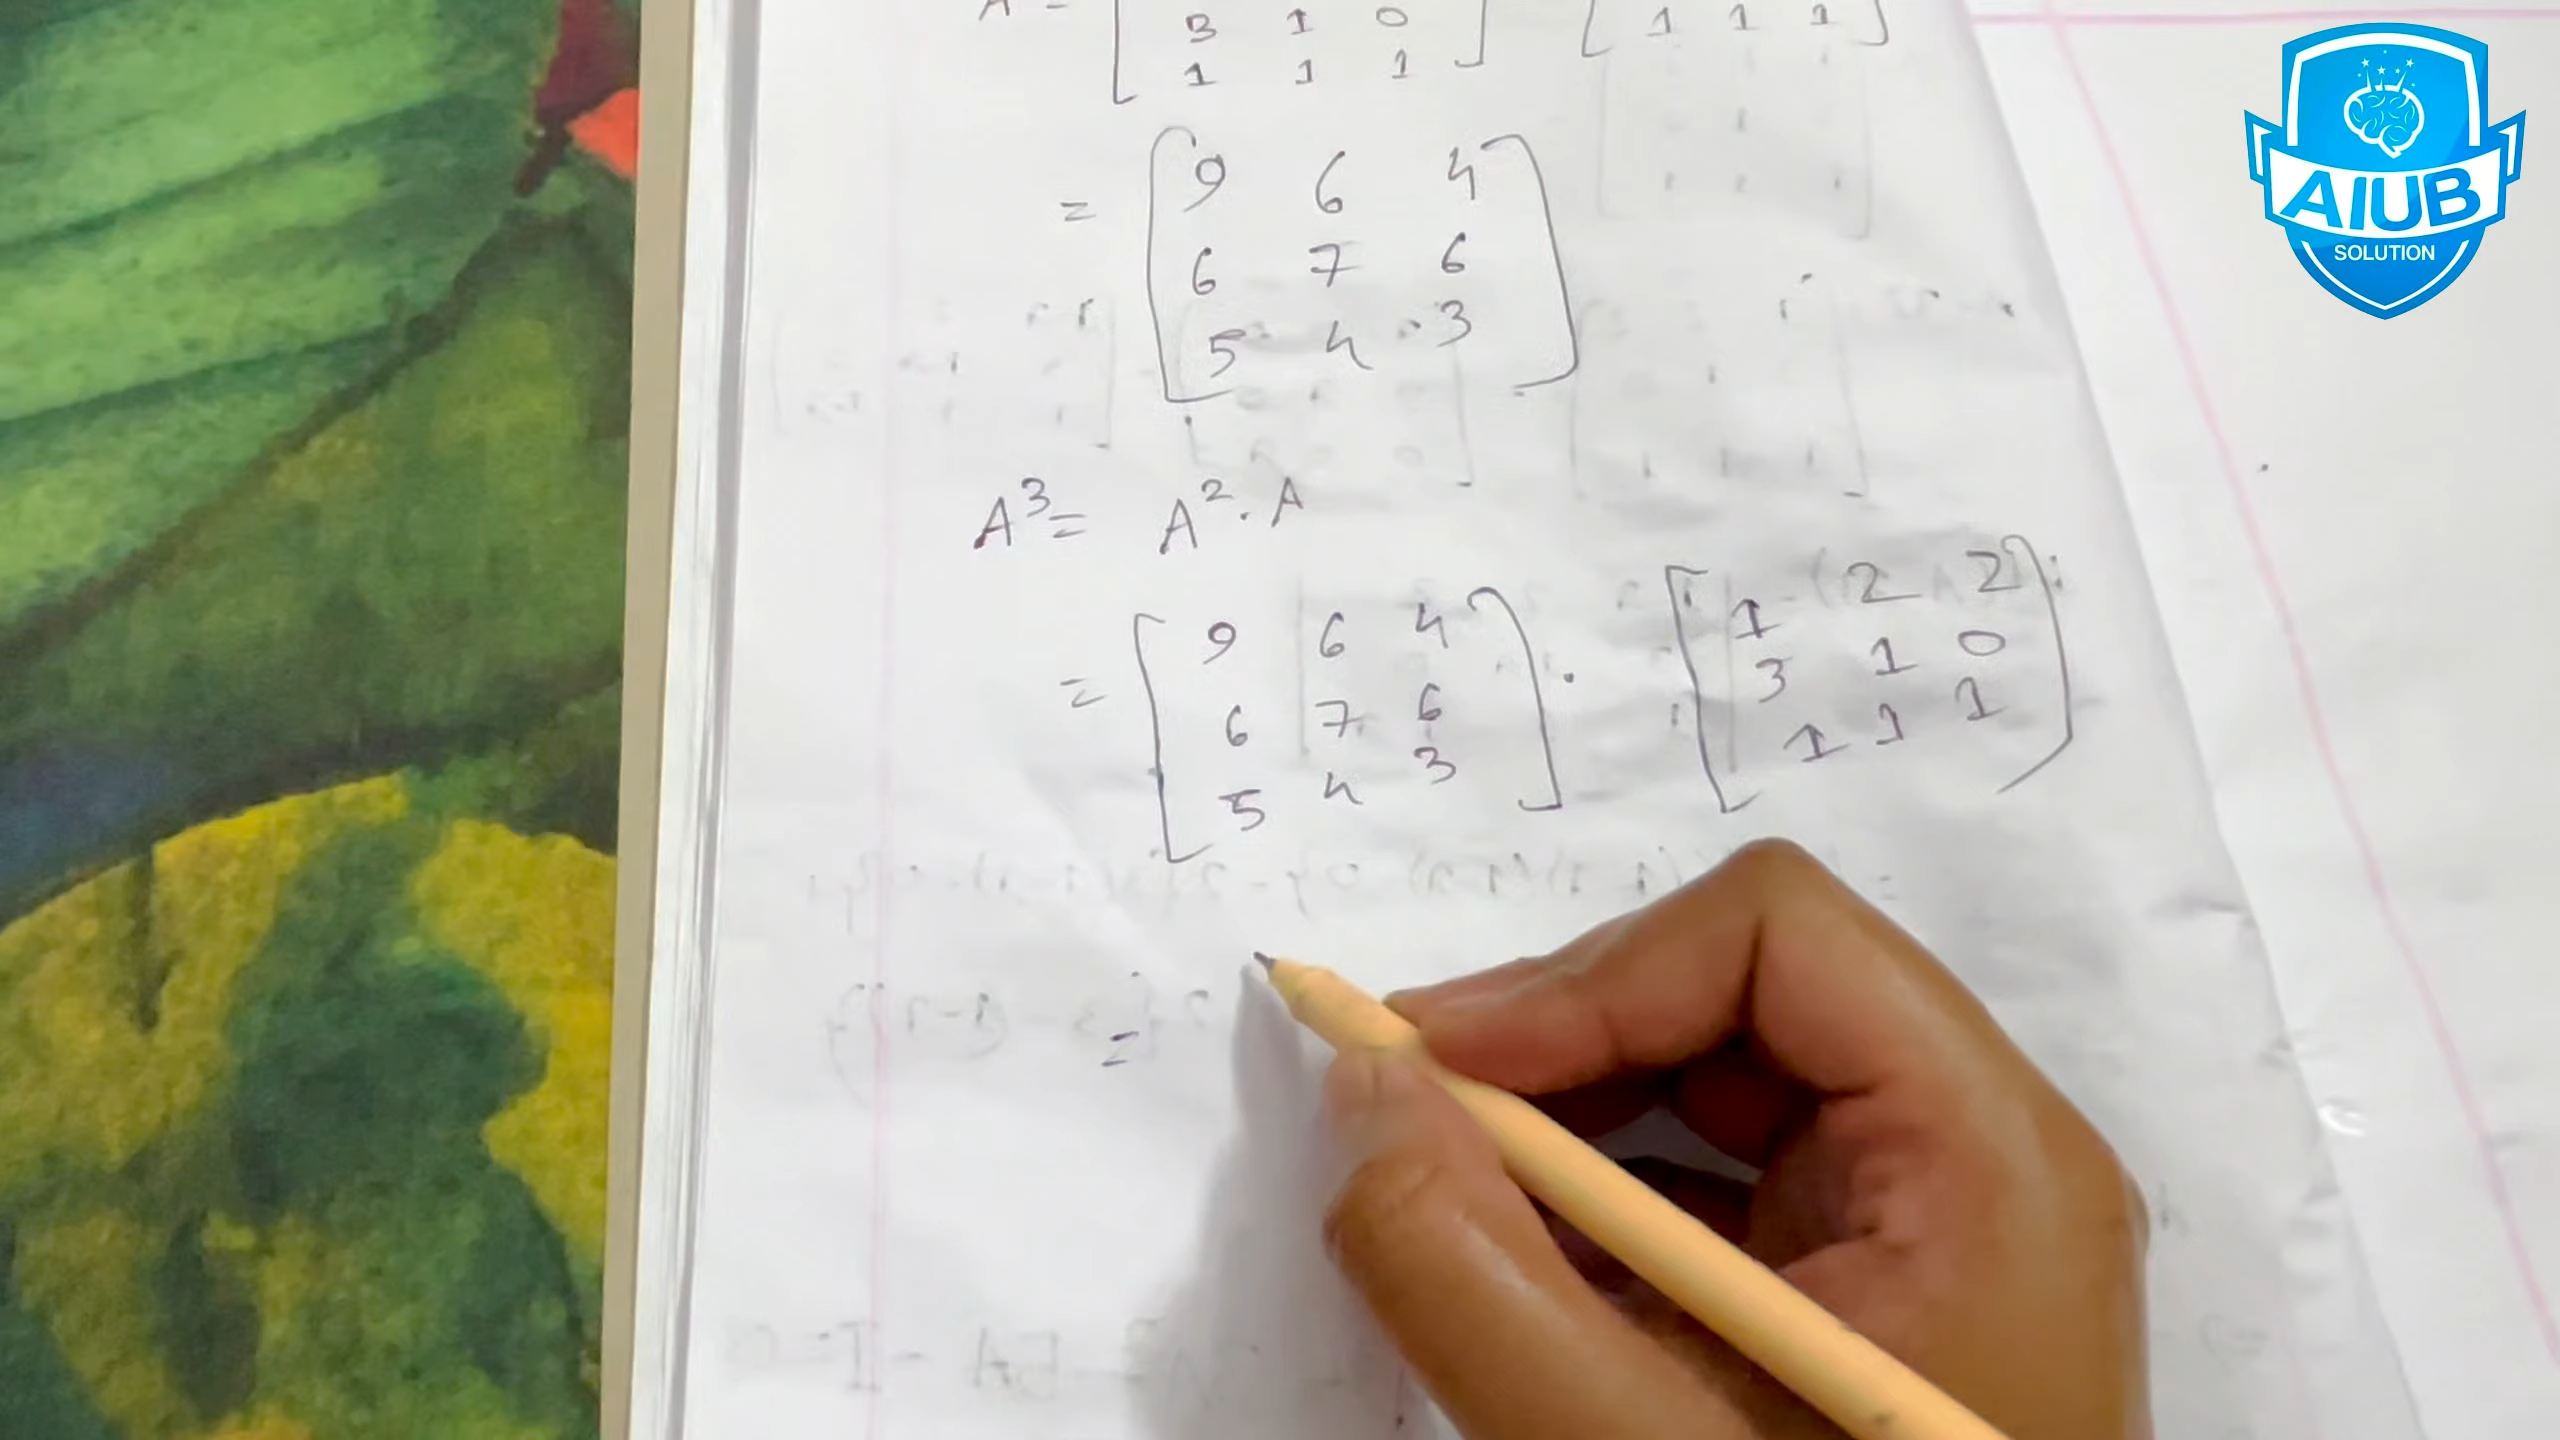 A =
3 1 0
1 1 1
1 1 1
= [9 6 4
6 7 6
5 4 3]
A³ = A² . A
= [9 6 4
6 7 6
5 4 3] . [1 2 2
3 1 0
1 1 1]
=
AIUB
SOLUTION